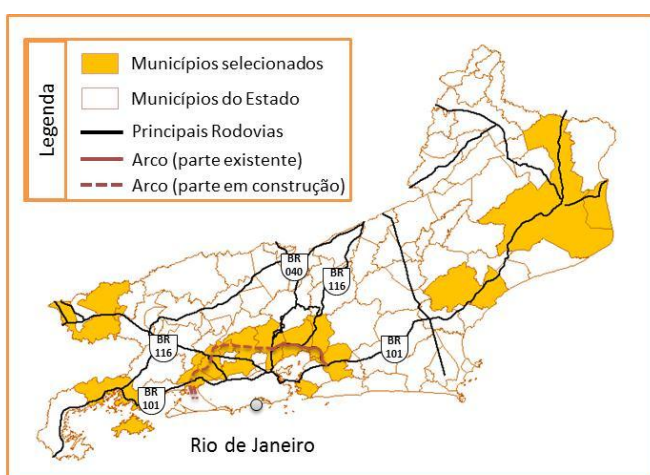 Legenda
Municípios selecionados
Municípios do Estado
Principais Rodovias
Arco (parte existente)
Arco (parte em construção)
BR
040
BR
116
BR
116
BR
101
BR
101
Rio de Janeiro